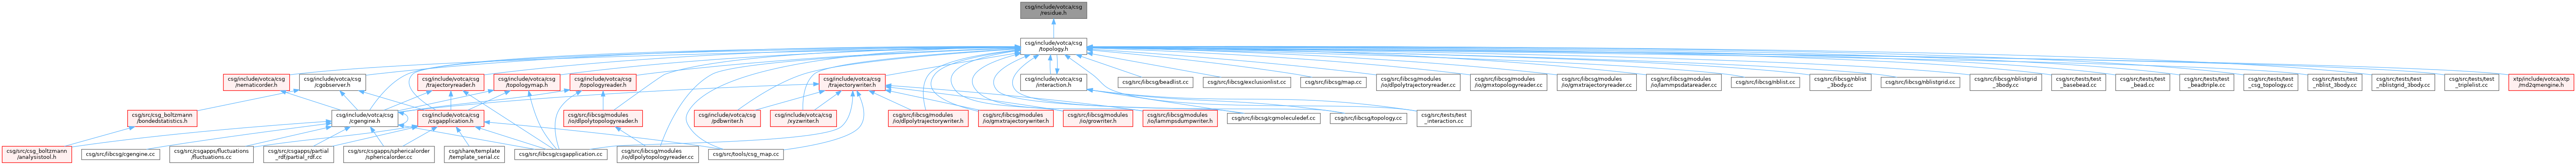 csg/include/votca/csg
/residue.h
csg/include/votca/csg
/topology.h
csg/include/votca/csg
/nematicorder.h
csg/include/votca/csg
/cgobserver.h
csg/include/votca/csg
/trajectoryreader.h
csg/include/votca/csg
/topologymap.h
csg/include/votca/csg
/topologyreader.h
csg/include/votca/csg
/trajectorywriter.h
csg/include/votca/csg
/interaction.h
csg/src/libcsg/beadlist.cc
csg/src/libcsg/exclusionlist.cc
csg/src/libcsg/map.cc
csg/src/libcsg/modules
/io/dlpolytrajectoryreader.cc
csg/src/libcsg/modules
/io/gmxtopologyreader.cc
csg/src/libcsg/modules
/io/gmxtrajectoryreader.cc
csg/src/libcsg/modules
/io/lammpsdatareader.cc
csg/src/libcsg/nblist.cc
csg/src/libcsg/nblist
_3body.cc
csg/src/libcsg/nblistgrid.cc
csg/src/libcsg/nblistgrid
_3body.cc
csg/src/tests/test
_basebead.cc
csg/src/tests/test
_bead.cc
csg/src/tests/test
_beadtriple.cc
csg/src/tests/test
_csg_topology.cc
csg/src/tests/test
_nblist_3body.cc
csg/src/tests/test
_nblistgrid_3body.cc
csg/src/tests/test
_triplelist.cc
xtp/include/votca/xtp
/md2qmengine.h
csg/src/csg_boltzmann
/bondedstatistics.h
csg/include/votca/csg
/cgengine.h
csg/include/votca/csg
/csgapplication.h
csg/src/libcsg/modules
/io/dlpolytopologyreader.h
csg/include/votca/csg
/pdbwriter.h
csg/include/votca/csg
/xyzwriter.h
csg/src/libcsg/modules
/io/dlpolytrajectorywriter.h
csg/src/libcsg/modules
/io/gmxtrajectorywriter.h
csg/src/libcsg/modules
/io/growriter.h
csg/src/libcsg/modules
/io/lammpsdumpwriter.h
csg/src/libcsg/cgmoleculedef.cc
csg/src/libcsg/topology.cc
csg/src/tests/test
_interaction.cc
csg/src/csg_boltzmann
/analysistool.h
csg/src/libcsg/cgengine.cc
csg/src/csgapps/fluctuations
/fluctuations.cc
csg/src/csgapps/partial
_rdf/partial_rdf.cc
csg/src/csgapps/sphericalorder
/sphericalorder.cc
csg/share/template
/template_serial.cc
csg/src/libcsg/csgapplication.cc
csg/src/libcsg/modules
/io/dlpolytopologyreader.cc
csg/src/tools/csg_map.cc